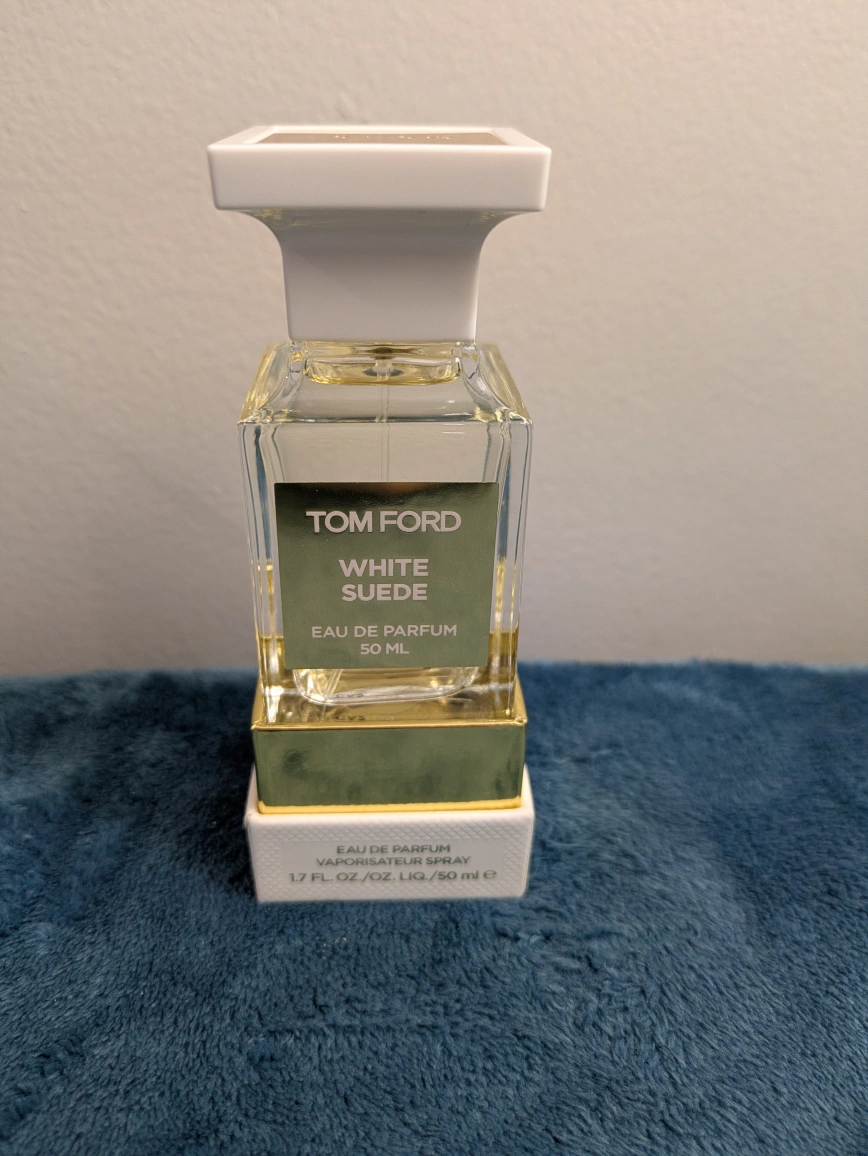 TOM FORD
WHITE
SUEDE
EAU DE PARFUM
50 ML
EAU DE PARFUM
VAPORISATEUR SPRAY
1.7 FL. OZ./OZ. LIQ./50 ml ℮